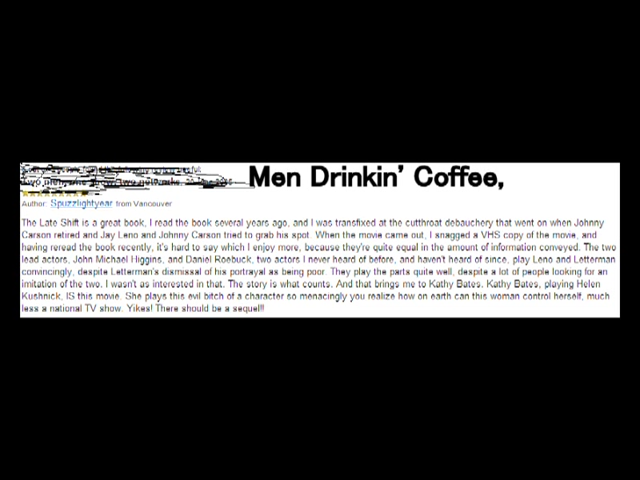 Men Drinkin' Coffee,
Author: Spuzzlightyear from Vancouver
The Late Shift is a great book, I read the book several years ago, and I was transfixed at the cutthroat debauchery that went on when Johnny
Carson retired and Jay Leno and Johnny Carson tried to grab his spot. When the movie came out, I snagged a VHS copy of the movie, and
having reread the book recently, it's hard to say which I enjoy more, because they're quite equal in the amount of information conveyed. The two
lead actors, John Michael Higgins, and Daniel Roebuck, two actors I never heard of before, and haven't heard of since, play Leno and Letterman
convincingly, despite Letterman's dismissal of his portrayal as being poor. They play the parts quite well, despite a lot of people looking for an
imitation of the two. I wasn't as interested in that. The story is what counts. And that brings me to Kathy Bates. Kathy Bates, playing Helen
Kushnick, IS this movie. She plays this evil bitch of a character so menacingly you realize how on earth can this woman control herself, much
less a national TV show. Yikes! There should be a sequel!!